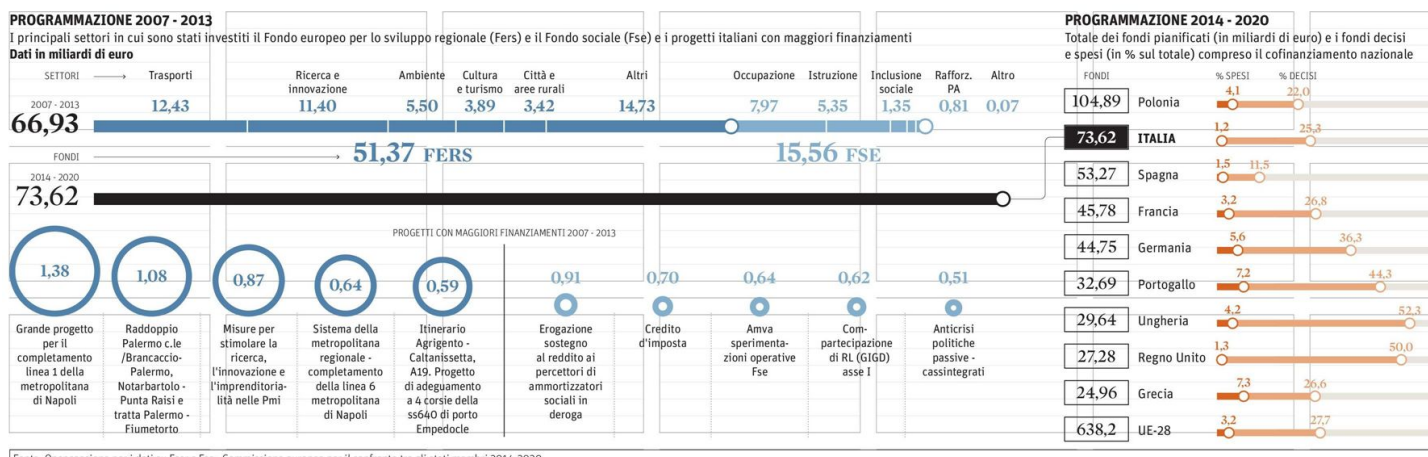 PROGRAMMAZIONE 2007 - 2013
I principali settori in cui sono stati investiti il Fondo europeo per lo sviluppo regionale (Fers) e il Fondo sociale (Fse) e i progetti italiani con maggiori finanziamenti
Dati in miliardi di euro
SETTORI
Trasporti
Ricerca e
innovazione
Ambiente
Cultura
e turismo
Città e
aree rurali
Altri
Occupazione
Istruzione
Inclusione
sociale
Rafforz.
PA
Altro
2007 - 2013
66,93
12,43
11,40
5,50
3,89
3,42
14,73
7,97
5,35
1,35
0,81
0,07
FONDI
51,37 FERS
15,56 FSE
2014 - 2020
73,62
PROGETTI CON MAGGIORI FINANZIAMENTI 2007 - 2013
1,38
Grande progetto
per il
completamento
linea 1 della
metropolitana
di Napoli
1,08
Raddoppio
Palermo c.le
/Brancaccio-
Palermo,
Notarbartolo -
Punta Raisi e
tratta Palermo -
Fiumetorto
0,87
Misure per
stimolare la
ricerca,
l'innovazione e
l'imprenditoria-
lità nelle Pmi
0,64
Sistema della
metropolitana
regionale -
completamento
della linea 6
metropolitana
di Napoli
0,59
Itinerario
Agrigento -
Caltanissetta,
A19. Progetto
di adeguamento
a 4 corsie della
ss640 di porto
Empedocle
0,91
Erogazione
sostegno
al reddito ai
percettori di
ammortizzatori
sociali in
deroga
0,70
Credito
d'imposta
0,64
Amva
sperimenta-
zioni operative
Fse
0,62
Com-
partecipazione
di RL (GIGD)
asse I
0,51
Anticrisi
politiche
passive -
cassintegrati
PROGRAMMAZIONE 2014 - 2020
Totale dei fondi pianificati (in miliardi di euro) e i fondi decisi
e spesi (in % sul totale) compreso il cofinanziamento nazionale
FONDI % SPESI % DECISI
104,89 Polonia 4,1 22,0
73,62 ITALIA 1,2 25,3
53,27 Spagna 1,5 11,5
45,78 Francia 3,2 26,8
44,75 Germania 5,6 36,3
32,69 Portogallo 7,2 44,3
29,64 Ungheria 4,2 52,3
27,28 Regno Unito 1,3 50,0
24,96 Grecia 7,3 26,6
638,2 UE-28 3,2 27,7